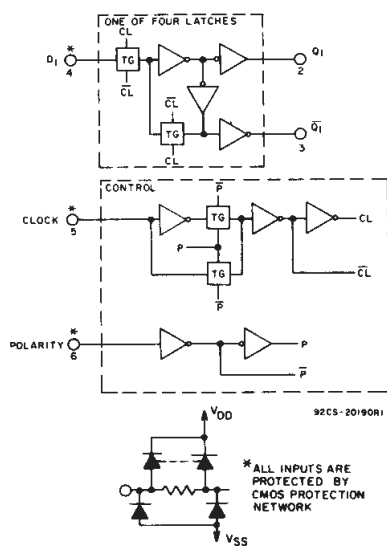 ONE OF FOUR LATCHES
D1 * 4
CL
TG
CL
Q1
2
CL
TG
CL
Q1
3
CONTROL
CLOCK * 5
P
TG
P
TG
P
CL
CL
POLARITY * 6
P
P
92CS-20190R1
VDD
* ALL INPUTS ARE
PROTECTED BY
CMOS PROTECTION
NETWORK
VSS